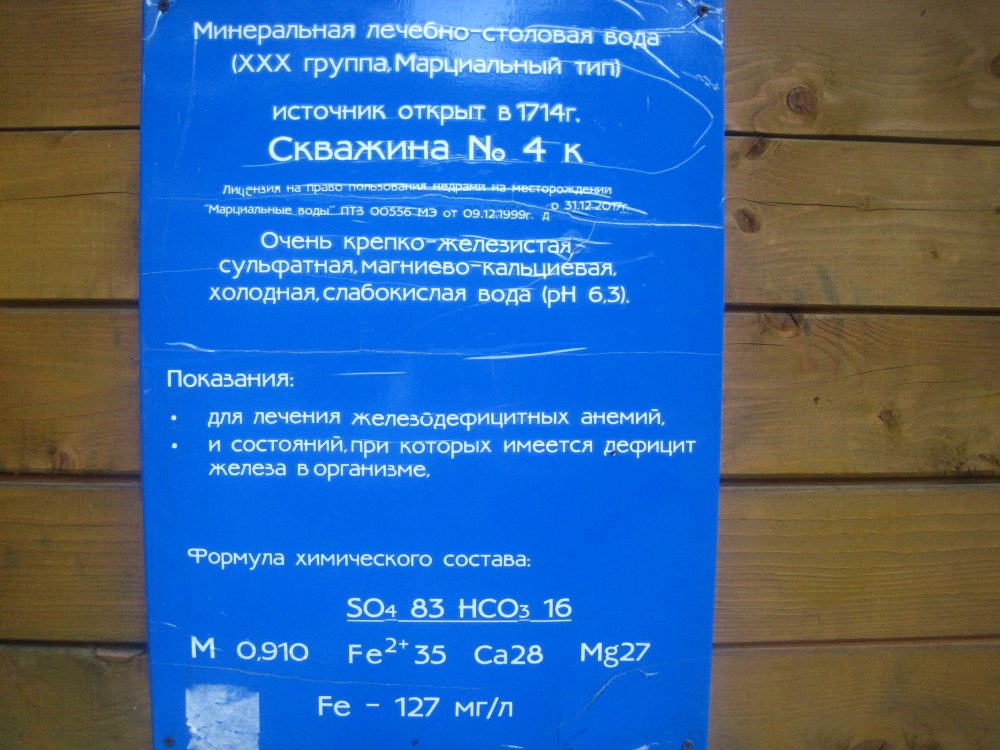 Минеральная лечебно-столовая вода
(XXX группа, Марциальный тип)
источник открыт в 1714г.
Скважина № 4 к
Лицензия на право пользования недрами на месторождении
"Марциальные воды" ПТЗ 00556 МЭ от 09.12.1999г. до 31.12.2017г.
Очень крепко-железистая,
сульфатная, магниево-кальциевая,
холодная, слабокислая вода (pH 6,3).
Показания:
• для лечения железодефицитных анемий,
• и состояний, при которых имеется дефицит
железа в организме,
Формула химического состава:
SO4 83 HCO3 16
M 0,910 Fe2+ 35 Ca28 Mg27
Fe - 127 мг/л